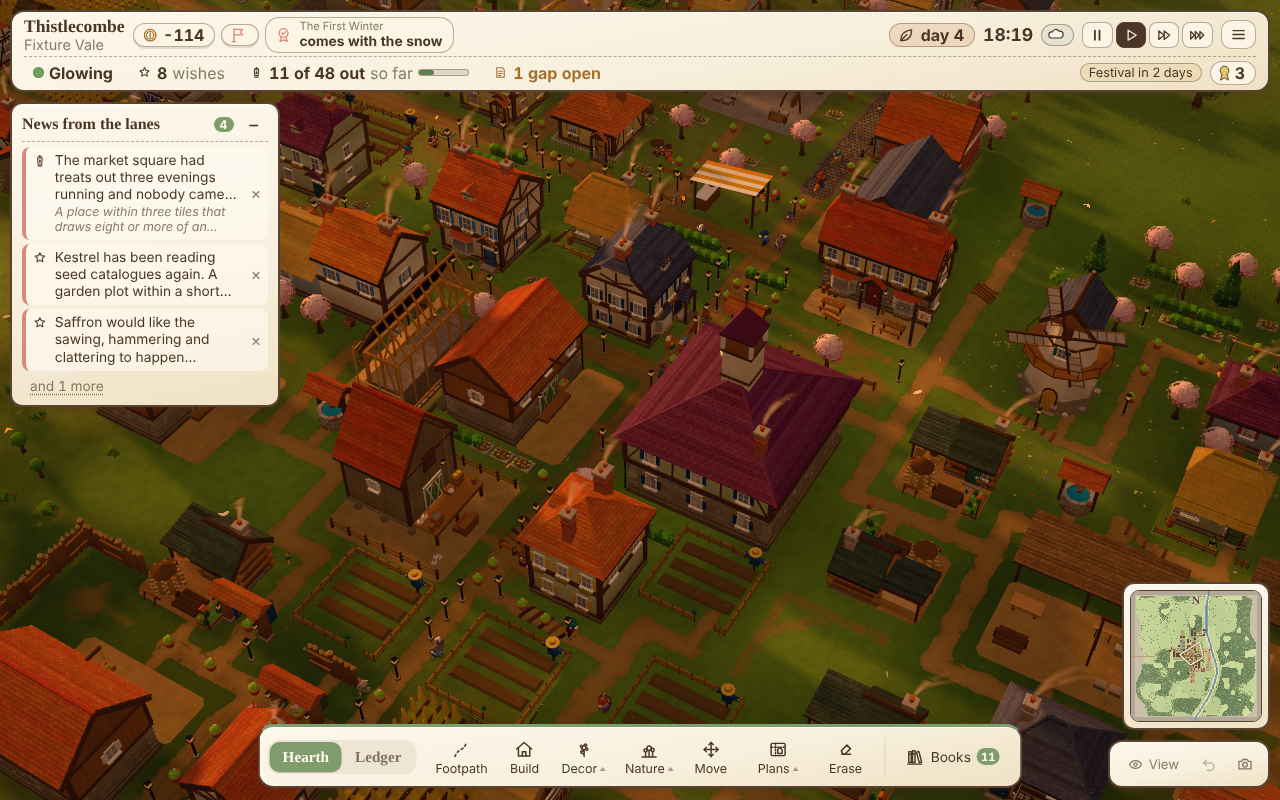 Thistlecombe
Fixture Vale
-114
The First Winter
comes with the snow
day 4
18:19
Glowing
8 wishes
11 of 48 out so far
1 gap open
Festival in 2 days
3
News from the lanes
4
The market square had
treats out three evenings
running and nobody came…
A place within three tiles that
draws eight or more of an…
Kestrel has been reading
seed catalogues again. A
garden plot within a short…
Saffron would like the
sawing, hammering and
clattering to happen…
and 1 more
N
Hearth
Ledger
Footpath
Build
Decor
Nature
Move
Plans
Erase
Books 11
View